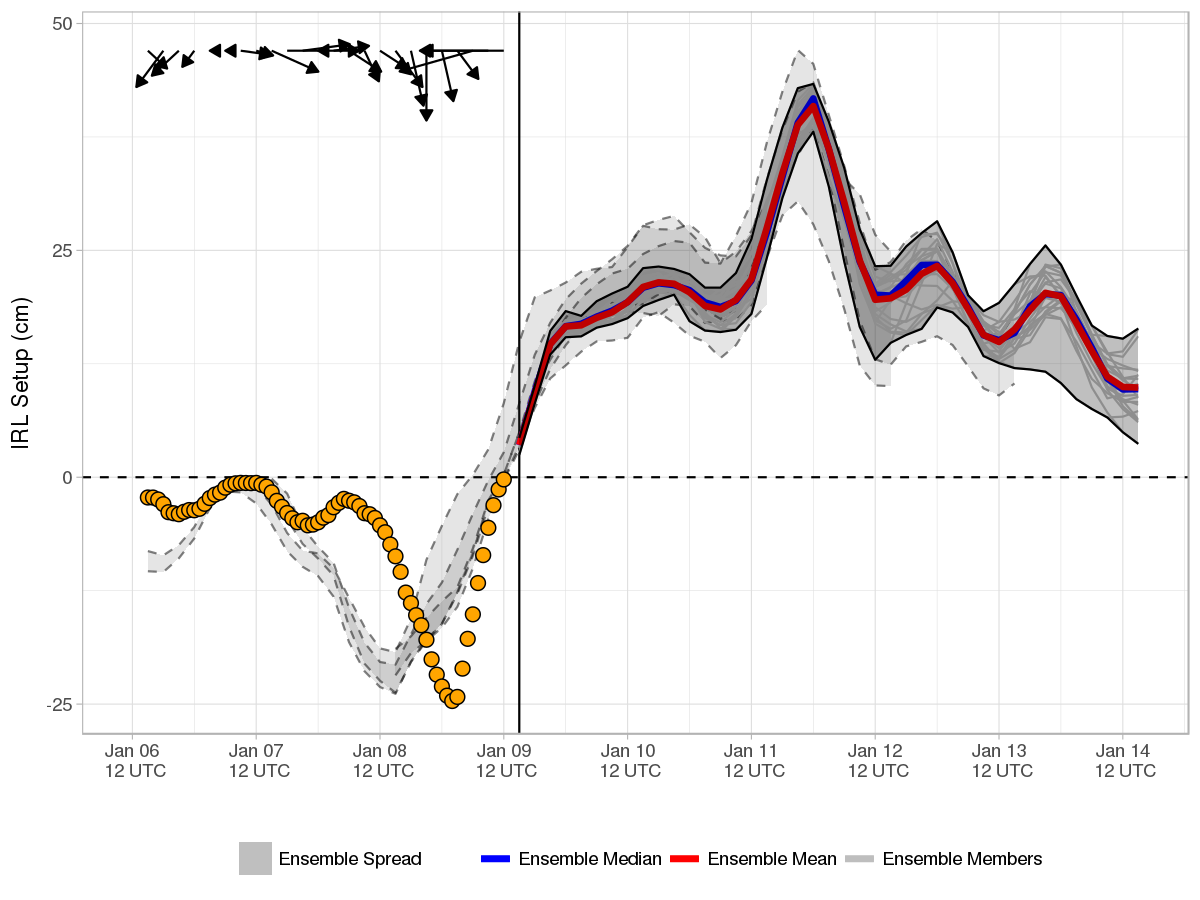 IRL Setup (cm)
50
25
0
-25
Jan 06
12 UTC
Jan 07
12 UTC
Jan 08
12 UTC
Jan 09
12 UTC
Jan 10
12 UTC
Jan 11
12 UTC
Jan 12
12 UTC
Jan 13
12 UTC
Jan 14
12 UTC
Ensemble Spread
Ensemble Median
Ensemble Mean
Ensemble Members